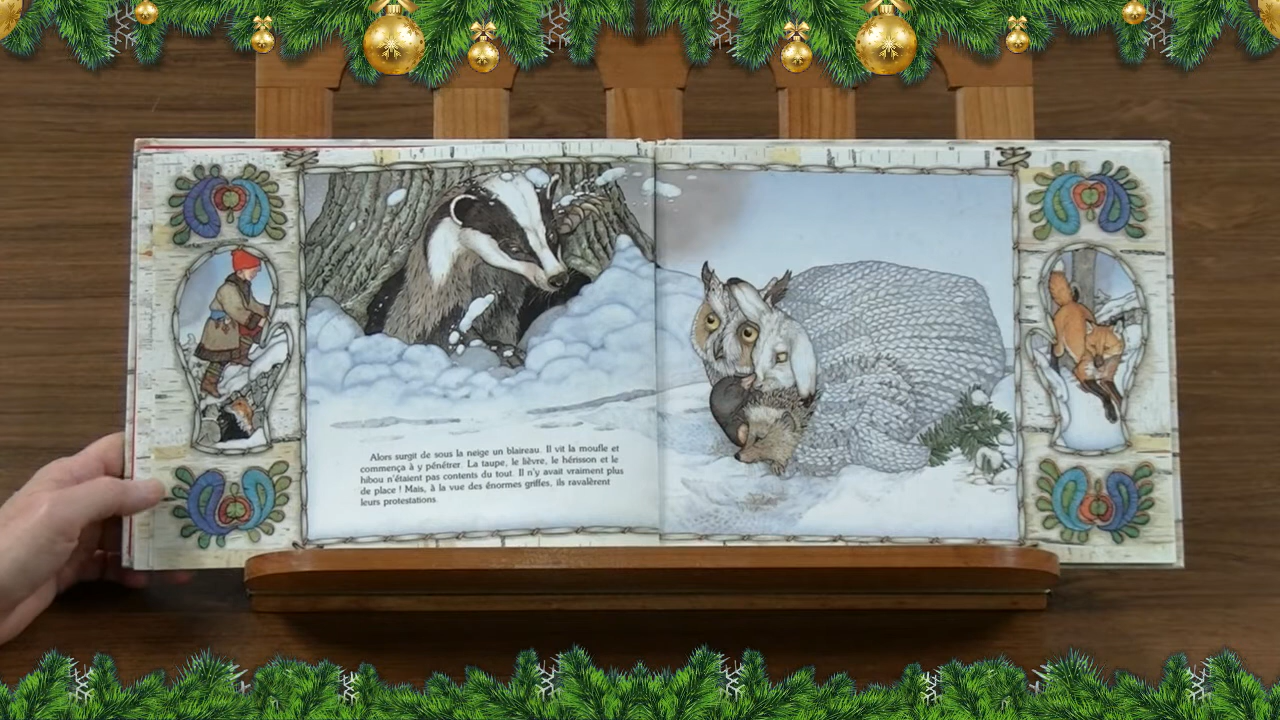 Alors surgit de sous la neige un blaireau. Il vit la moufle et
commença à y pénétrer. La taupe, le lièvre, le hérisson et le
hibou n'étaient pas contents du tout. Il n'y avait vraiment plus
de place ! Mais, à la vue des énormes griffes, ils ravalèrent
leurs protestations.